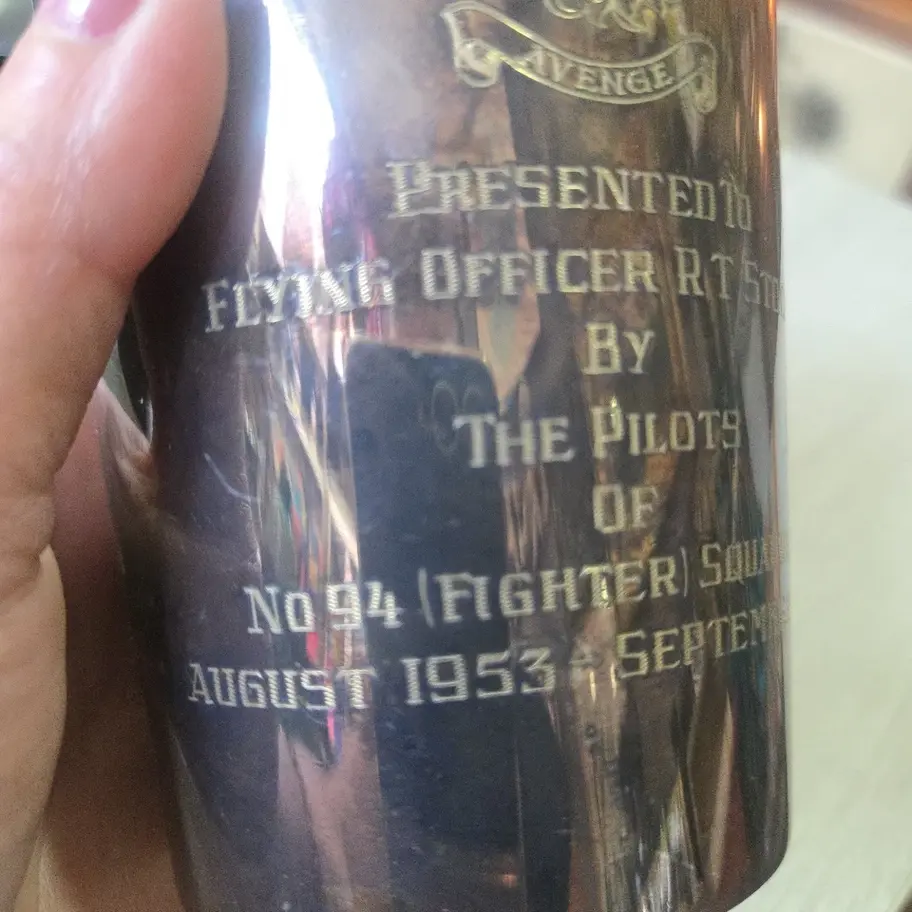 AVENGE
PRESENTED TO
FLYING OFFICER R T
BY
THE PILOTS
OF
No 94 (FIGHTER)
AUGUST 1953 -